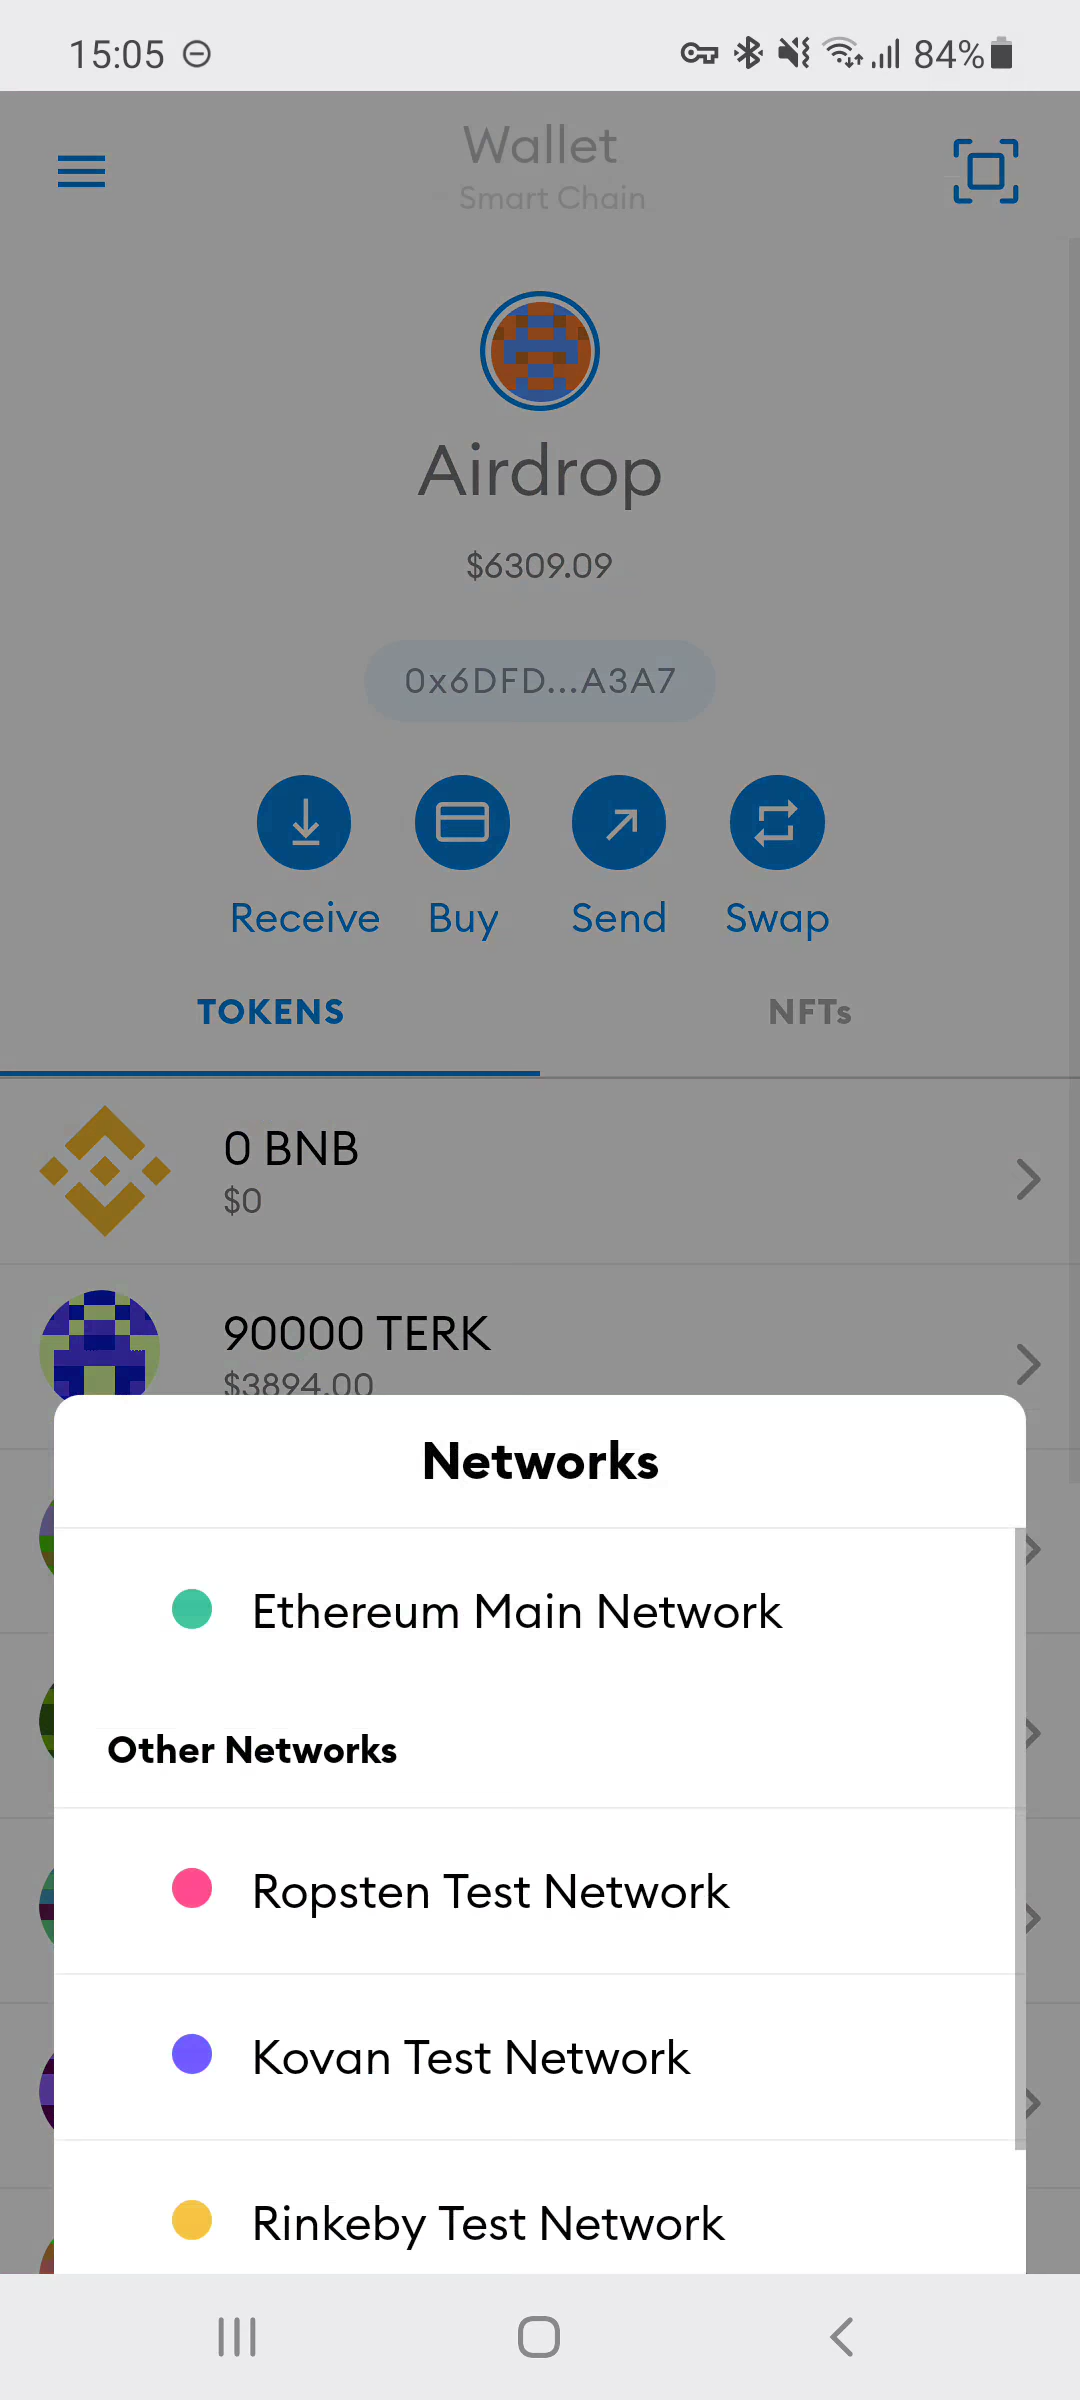 15:05
84%
Wallet
Smart Chain
Airdrop
$6309.09
0x6DFD...A3A7
Receive Buy Send Swap
TOKENS NFTs
0 BNB
$0
90000 TERK
$3894.00
Networks
Ethereum Main Network
Other Networks
Ropsten Test Network
Kovan Test Network
Rinkeby Test Network